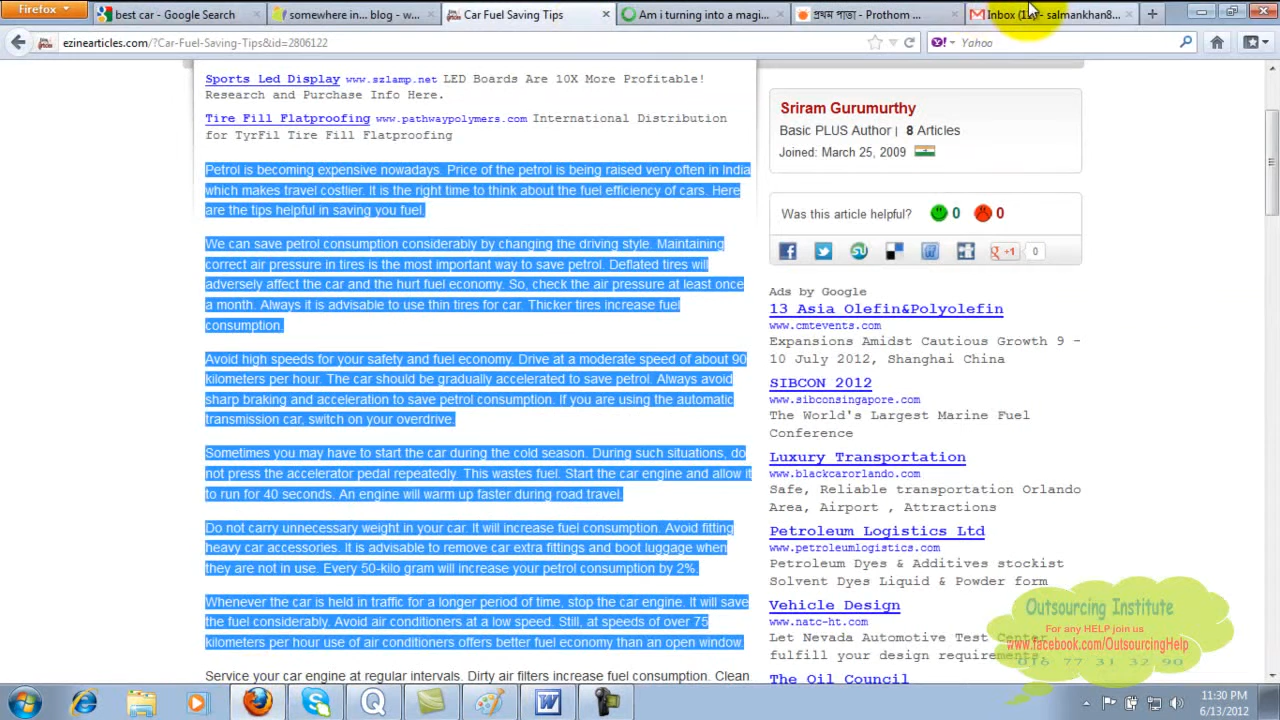 Firefox
best car - Google Search
somewhere in... blog - w...
Car Fuel Saving Tips
Am i turning into a magi...
প্রথম পাতা - Prothom ...
Inbox - salmankhan8...
ezinearticles.com/?Car-Fuel-Saving-Tips&id=2806122
Yahoo
Sports Led Display www.szlamp.net LED Boards Are 10X More Profitable!
Research and Purchase Info Here.
Tire Fill Flatproofing www.pathwaypolymers.com International Distribution
for TyrFil Tire Fill Flatproofing
Petrol is becoming expensive nowadays. Price of the petrol is being raised very often in India
which makes travel costlier. It is the right time to think about the fuel efficiency of cars. Here
are the tips helpful in saving you fuel.
We can save petrol consumption considerably by changing the driving style. Maintaining
correct air pressure in tires is the most important way to save petrol. Deflated tires will
adversely affect the car and the hurt fuel economy. So, check the air pressure at least once
a month. Always it is advisable to use thin tires for car. Thicker tires increase fuel
consumption.
Avoid high speeds for your safety and fuel economy. Drive at a moderate speed of about 90
kilometers per hour. The car should be gradually accelerated to save petrol. Always avoid
sharp braking and acceleration to save petrol consumption. If you are using the automatic
transmission car, switch on your overdrive.
Sometimes you may have to start the car during the cold season. During such situations, do
not press the accelerator pedal repeatedly. This wastes fuel. Start the car engine and allow it
to run for 40 seconds. An engine will warm up faster during road travel.
Do not carry unnecessary weight in your car. It will increase fuel consumption. Avoid fitting
heavy car accessories. It is advisable to remove car extra fittings and boot luggage when
they are not in use. Every 50-kilo gram will increase your petrol consumption by 2%.
Whenever the car is held in traffic for a longer period of time, stop the car engine. It will save
the fuel considerably. Avoid air conditioners at a low speed. Still, at speeds of over 75
kilometers per hour use of air conditioners offers better fuel economy than an open window.
Service your car engine at regular intervals. Dirty air filters increase fuel consumption. Clean
Sriram Gurumurthy
Basic PLUS Author | 8 Articles
Joined: March 25, 2009
Was this article helpful? 0 0
g +1 0
Ads by Google
13 Asia Olefin&Polyolefin
www.cmtevents.com
Expansions Amidst Cautious Growth 9 -
10 July 2012, Shanghai China
SIBCON 2012
www.sibconsingapore.com
The World's Largest Marine Fuel
Conference
Luxury Transportation
www.blackcarorlando.com
Safe, Reliable transportation Orlando
Area, Airport , Attractions
Petroleum Logistics Ltd
www.petroleumlogistics.com
Petroleum Dyes & Additives stockist
Solvent Dyes Liquid & Powder form
Vehicle Design
www.natc-ht.com
Let Nevada Automotive Test Center
fulfill your design requirements
The Oil Council
Outsourcing Institute
For any HELP join us
www.facebook.com/OutsourcingHelp
016 77 31 32 90
11:30 PM
6/13/2012